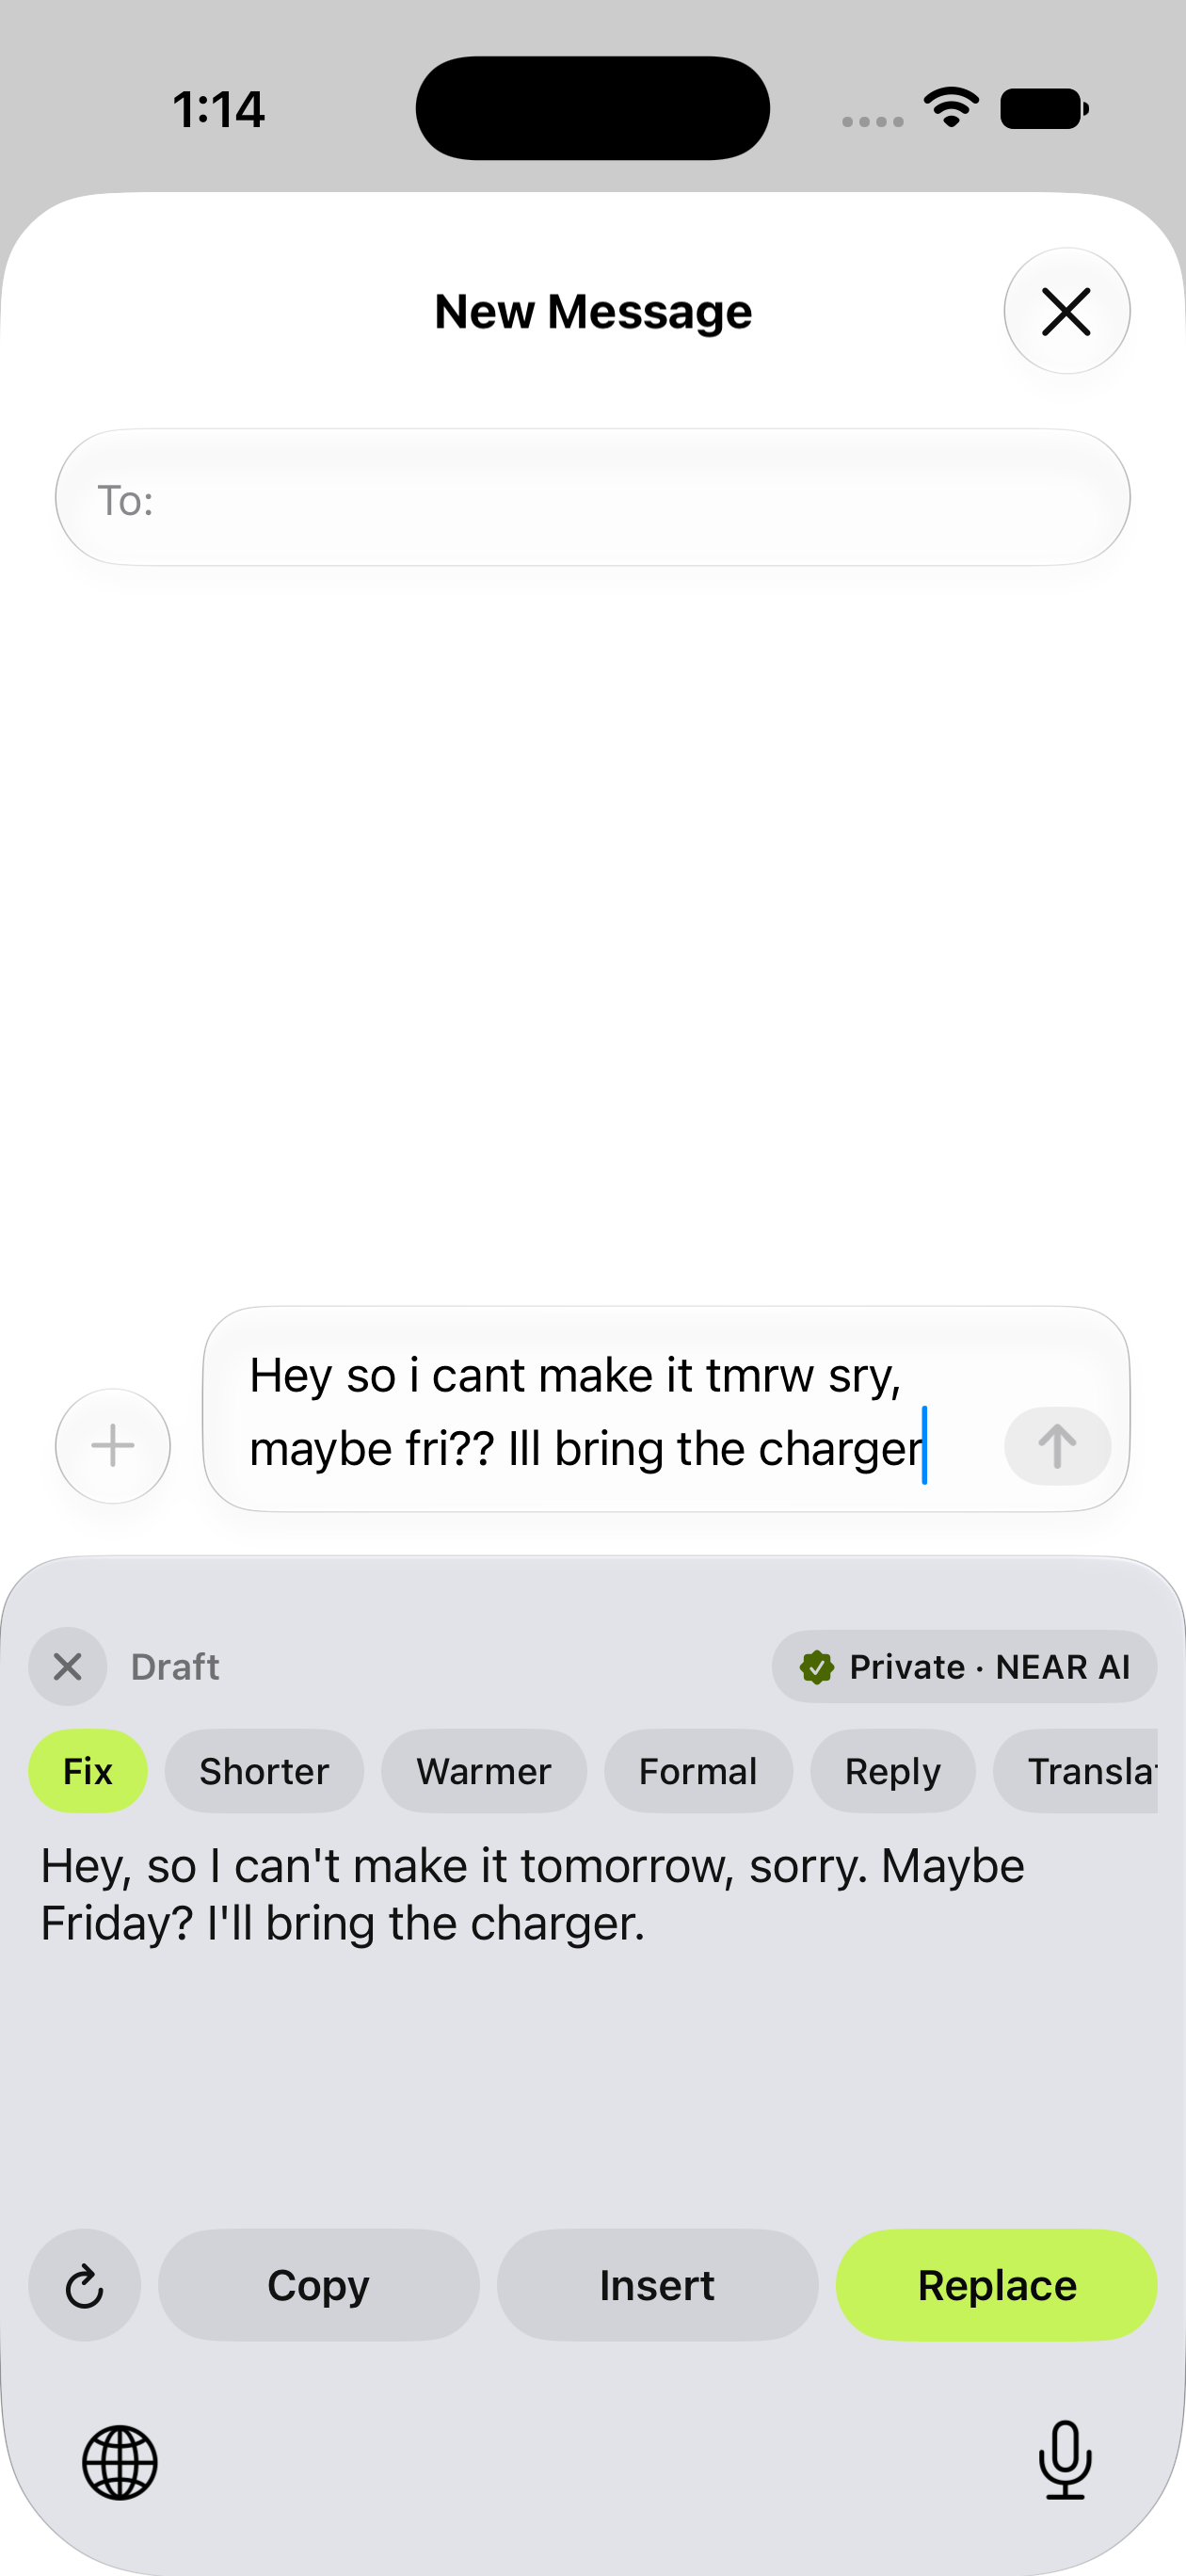 1:14
New Message
To:
Hey so i cant make it tmrw sry,
maybe fri?? Ill bring the charger
Draft
Private · NEAR AI
Fix Shorter Warmer Formal Reply Transla
Hey, so I can't make it tomorrow, sorry. Maybe
Friday? I'll bring the charger.
Copy Insert Replace